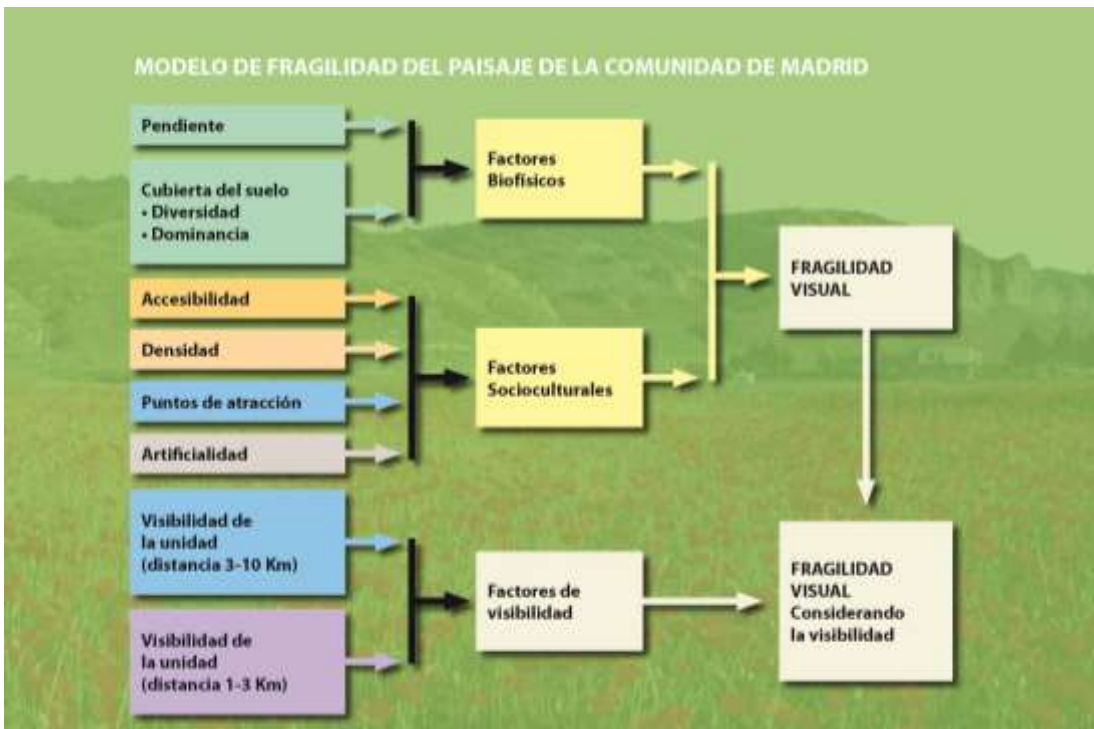 MODELO DE FRAGILIDAD DEL PAISAJE DE LA COMUNIDAD DE MADRID
Pendiente
Cubierta del suelo
• Diversidad
• Dominancia
Accesibilidad
Densidad
Puntos de atracción
Artificialidad
Visibilidad de
la unidad
(distancia 3-10 Km)
Visibilidad de
la unidad
(distancia 1-3 Km)
Factores
Biofísicos
Factores
Socioculturales
Factores de
visibilidad
FRAGILIDAD
VISUAL
FRAGILIDAD
VISUAL
Considerando
la visibilidad